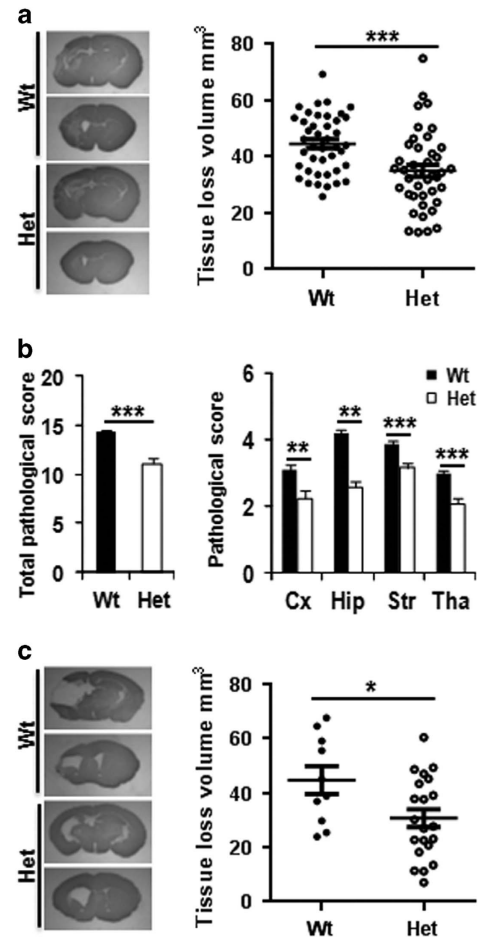 a
Wt
Het
Tissue loss volume mm³
80
60
40
20
0
***
Wt
Het
b
Total pathological score
20
15
10
5
0
***
Wt
Het
Pathological score
6
4
2
0
Wt
Het
**
**
***
***
Cx
Hip
Str
Tha
c
Wt
Het
Tissue loss volume mm³
80
60
40
20
0
*
Wt
Het